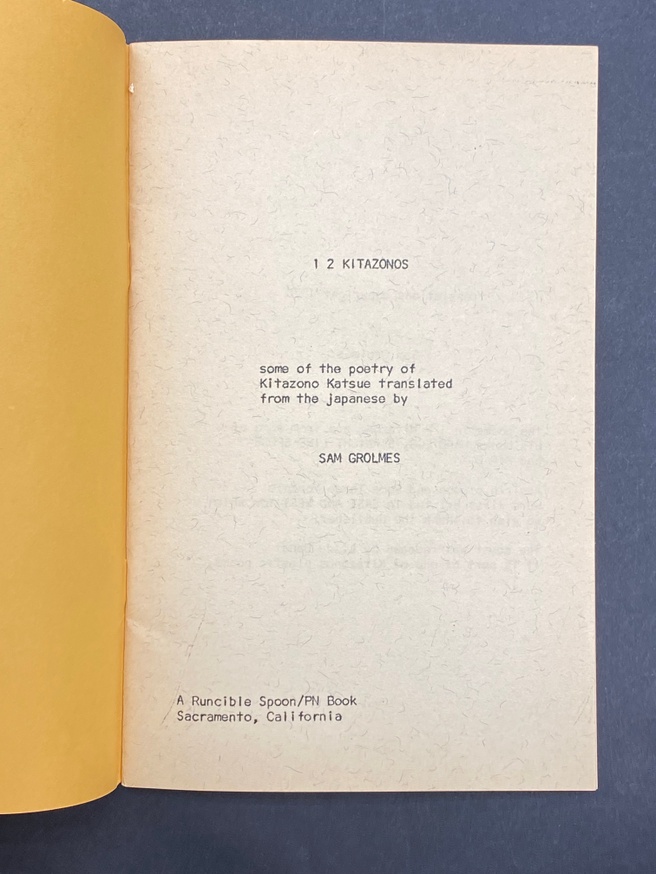 1 2 KITAZONOS
some of the poetry of
Kitazono Katsue translated
from the japanese by
SAM GROLMES
A Runcible Spoon/PN Book
Sacramento, California